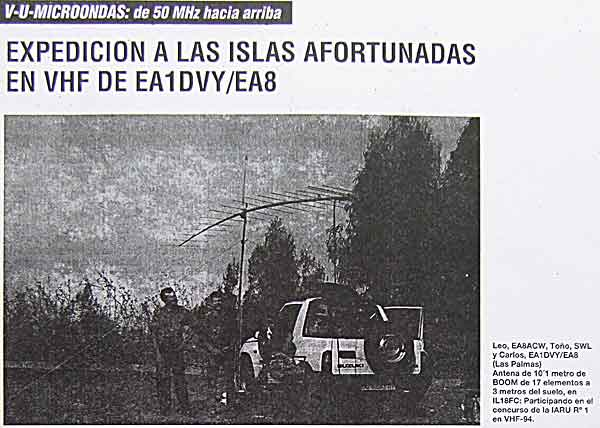 V-U-MICROONDAS: de 50 MHz hacia arriba
EXPEDICION A LAS ISLAS AFORTUNADAS
EN VHF DE EA1DVY/EA8
SUZUKI
Leo, EA8ACW, Toño, SWL
y Carlos, EA1DVY/EA8
(Las Palmas)
Antena de 10'1 metro de
BOOM de 17 elementos a
3 metros del suelo, en
IL18FC: Participando en el
concurso de la IARU Rº 1
en VHF-94.